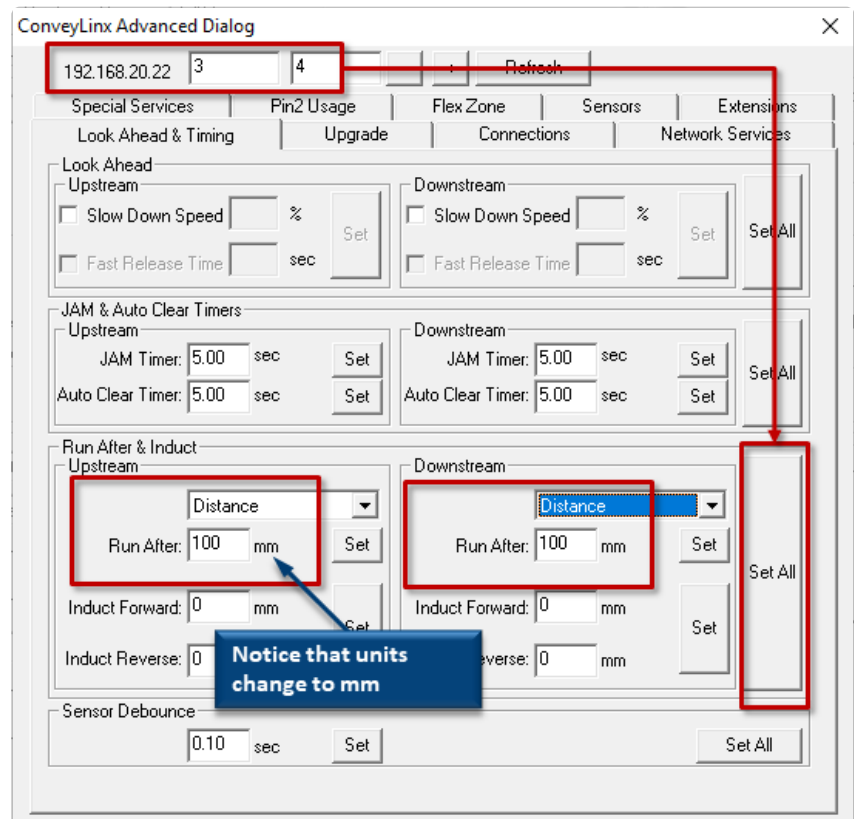 ConveyLinx Advanced Dialog
192.168.20.22 3 4 Refresh
Special Services Pin2 Usage Flex Zone Sensors Extensions
Look Ahead & Timing Upgrade Connections Network Services
Look Ahead
Upstream Downstream
Slow Down Speed % Set Slow Down Speed % Set Set All
Fast Release Time sec Fast Release Time sec
JAM & Auto Clear Timers
Upstream Downstream
JAM Timer: 5.00 sec Set JAM Timer: 5.00 sec Set Set All
Auto Clear Timer: 5.00 sec Set Auto Clear Timer: 5.00 sec Set
Run After & Induct
Upstream Downstream
Distance Distance
Run After: 100 mm Set Run After: 100 mm Set Set All
Induct Forward: 0 mm Set Induct Forward: 0 mm Set
Induct Reverse: 0 everse: 0 mm
Notice that units
change to mm
Sensor Debounce
0.10 sec Set Set All